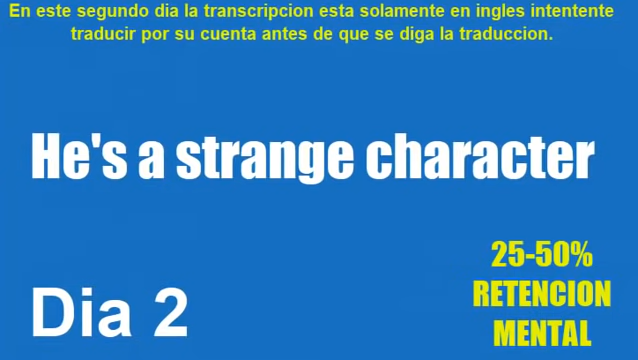 En este segundo dia la transcripcion esta solamente en ingles intentente
traducir por su cuenta antes de que se diga la traduccion.
He's a strange character
25-50%
RETENCION
MENTAL
Dia 2